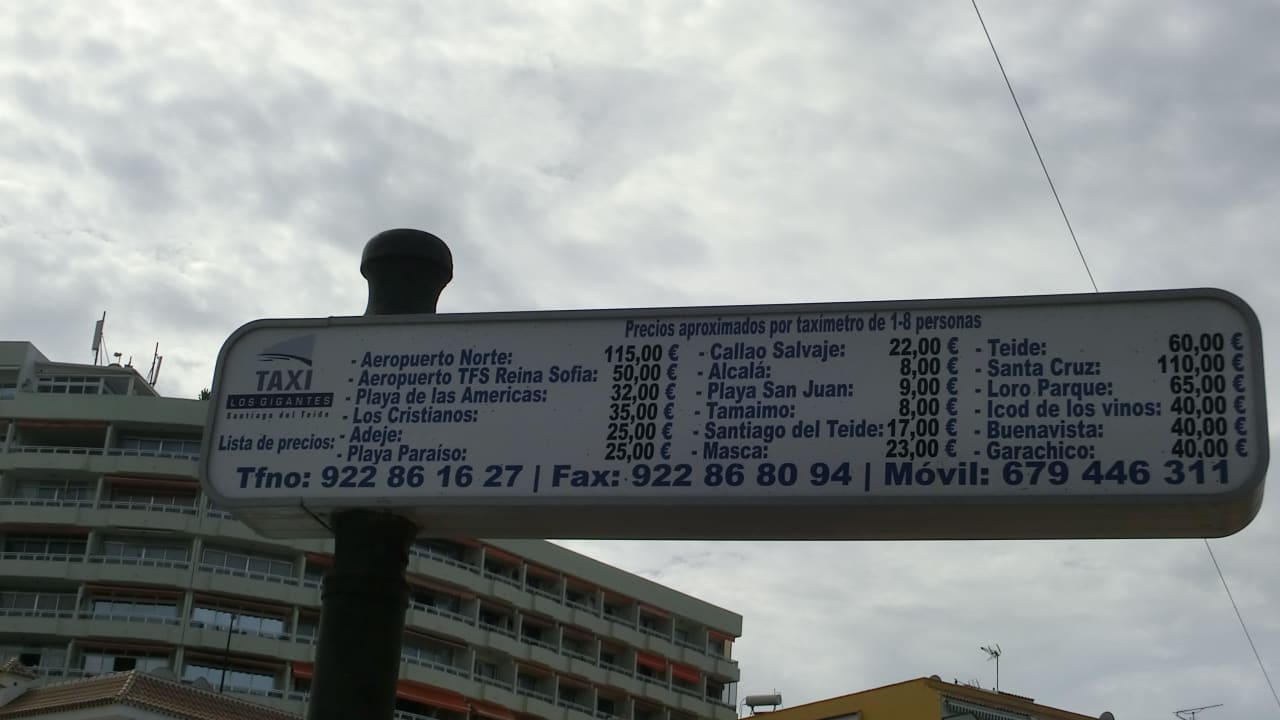 Precios aproximados por taxímetro de 1-8 personas
TAXI
LOS GIGANTES
Santiago del Teide
Lista de precios:
- Aeropuerto Norte: 115,00 €
- Aeropuerto TFS Reina Sofia: 50,00 €
- Playa de las Americas: 32,00 €
- Los Cristianos: 35,00 €
- Adeje: 25,00 €
- Playa Paraíso: 25,00 €
- Callao Salvaje: 22,00 €
- Alcalá: 8,00 €
- Playa San Juan: 9,00 €
- Tamaimo: 8,00 €
- Santiago del Teide: 17,00 €
- Masca: 23,00 €
- Teide: 60,00 €
- Santa Cruz: 110,00 €
- Loro Parque: 65,00 €
- Icod de los vinos: 40,00 €
- Buenavista: 40,00 €
- Garachico: 40,00 €
Tfno: 922 86 16 27 | Fax: 922 86 80 94 | Móvil: 679 446 311